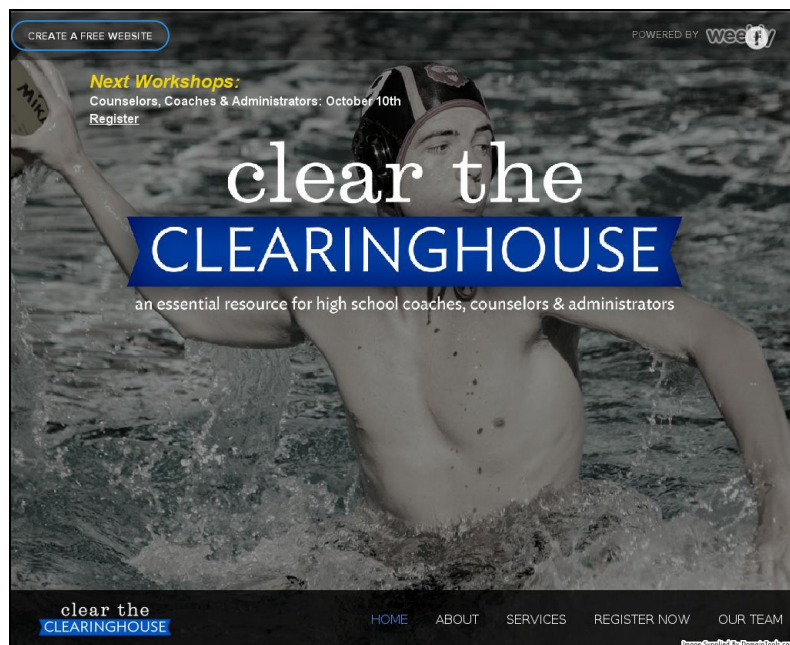 CREATE A FREE WEBSITE
POWERED BY weebly
Next Workshops:
Counselors, Coaches & Administrators: October 10th
Register
clear the
CLEARINGHOUSE
an essential resource for high school coaches, counselors & administrators
clear the
CLEARINGHOUSE
HOME ABOUT SERVICES REGISTER NOW OUR TEAM